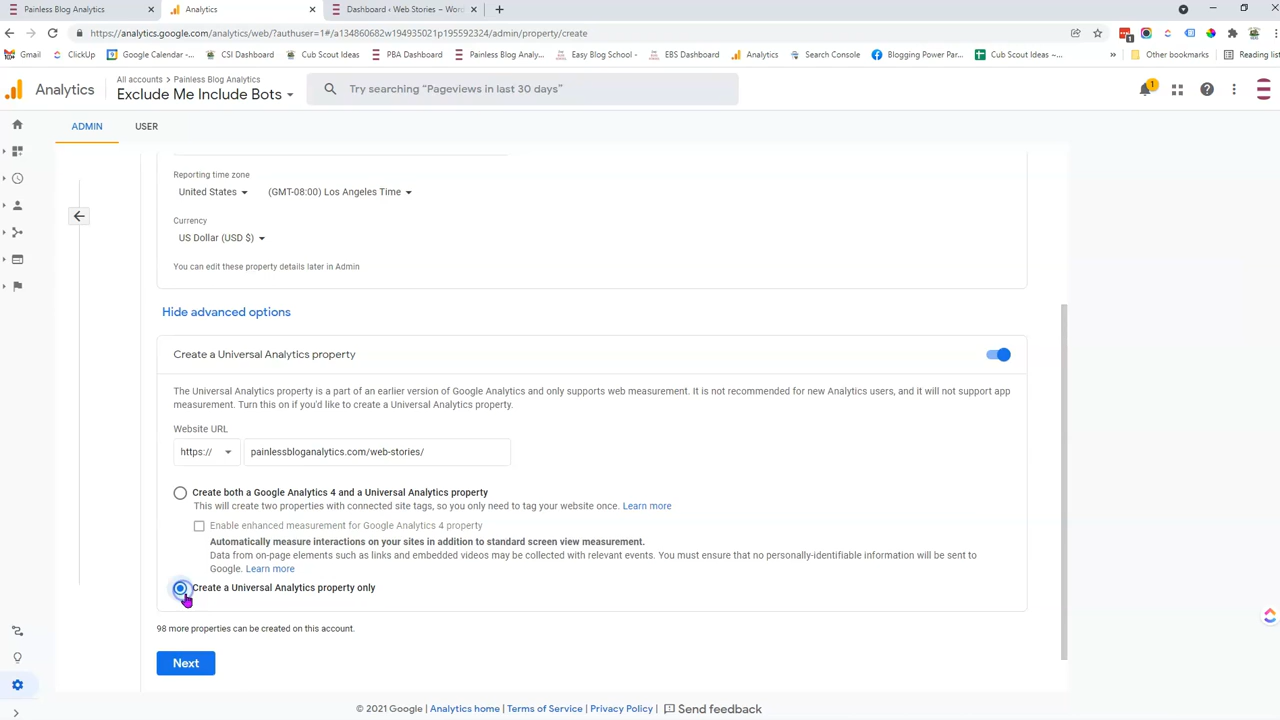 Painless Blog Analytics
Analytics
Dashboard ‹ Web Stories — Wor
https://analytics.google.com/analytics/web/?authuser=1#/a134860682w194935021p195592324/admin/property/create
Gmail
ClickUp
Google Calendar -...
CSI Dashboard
Cub Scout Ideas
PBA Dashboard
Painless Blog Analy...
Easy Blog School -...
EBS Dashboard
Analytics
Search Console
Blogging Power Par...
Cub Scout Ideas ~...
Other bookmarks
Reading list
Analytics
All accounts > Painless Blog Analytics
Exclude Me Include Bots
Try searching “Pageviews in last 30 days”
1
ADMIN
USER
Reporting time zone
United States
(GMT-08:00) Los Angeles Time
Currency
US Dollar (USD $)
You can edit these property details later in Admin
Hide advanced options
Create a Universal Analytics property
The Universal Analytics property is a part of an earlier version of Google Analytics and only supports web measurement. It is not recommended for new Analytics users, and it will not support app
measurement. Turn this on if you'd like to create a Universal Analytics property.
Website URL
https://
painlessbloganalytics.com/web-stories/
Create both a Google Analytics 4 and a Universal Analytics property
This will create two properties with connected site tags, so you only need to tag your website once. Learn more
Enable enhanced measurement for Google Analytics 4 property
Automatically measure interactions on your sites in addition to standard screen view measurement.
Data from on-page elements such as links and embedded videos may be collected with relevant events. You must ensure that no personally-identifiable information will be sent to
Google. Learn more
Create a Universal Analytics property only
98 more properties can be created on this account.
Next
© 2021 Google | Analytics home | Terms of Service | Privacy Policy | Send feedback